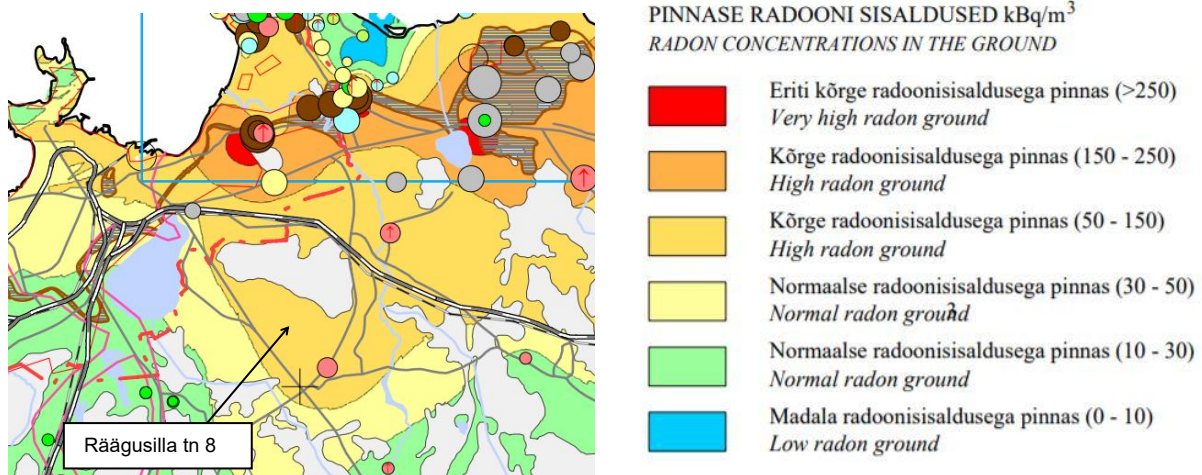 Räägusilla tn 8
PINNASE RADOONI SISALDUSED kBq/m³
RADON CONCENTRATIONS IN THE GROUND
Eriti kõrge radoonisisaldusega pinnas (>250)
Very high radon ground
Kõrge radoonisisaldusega pinnas (150 - 250)
High radon ground
Kõrge radoonisisaldusega pinnas (50 - 150)
High radon ground
Normaalse radoonisisaldusega pinnas (30 - 50)
Normal radon ground
2
Normaalse radoonisisaldusega pinnas (10 - 30)
Normal radon ground
Madala radoonisisaldusega pinnas (0 - 10)
Low radon ground